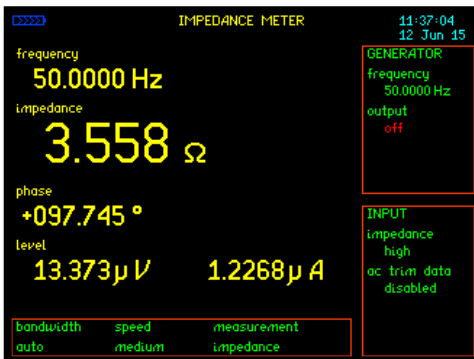 IMPEDANCE METER
11:37:04
12 Jun 15
frequency
50.0000 Hz
impedance
3.558 Ω
phase
+097.745 °
level
13.373µV 1.2268µA
bandwidth speed measurement
auto medium impedance
GENERATOR
frequency
50.0000 Hz
output
off
INPUT
impedance
high
ac trim data
disabled